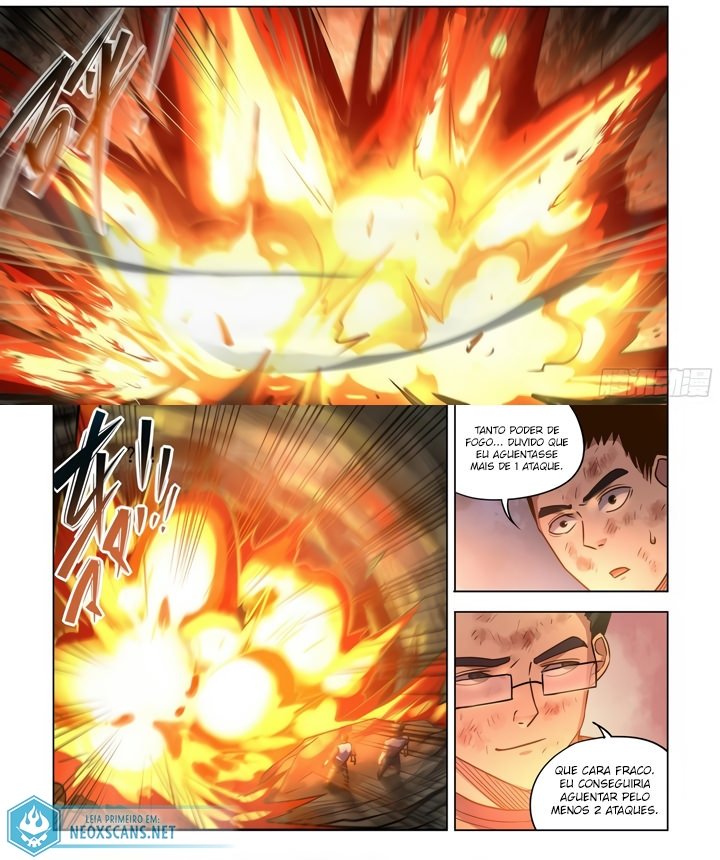 TANTO PODER DE
FOGO... DUVIDO QUE
EU AGUENTASSE
MAIS DE 1 ATAQUE.
QUE CARA FRACO.
EU CONSEGUIRIA
AGUENTAR PELO
MENOS 2 ATAQUES.
LEIA PRIMEIRO EM:
NEOXSCANS.NET